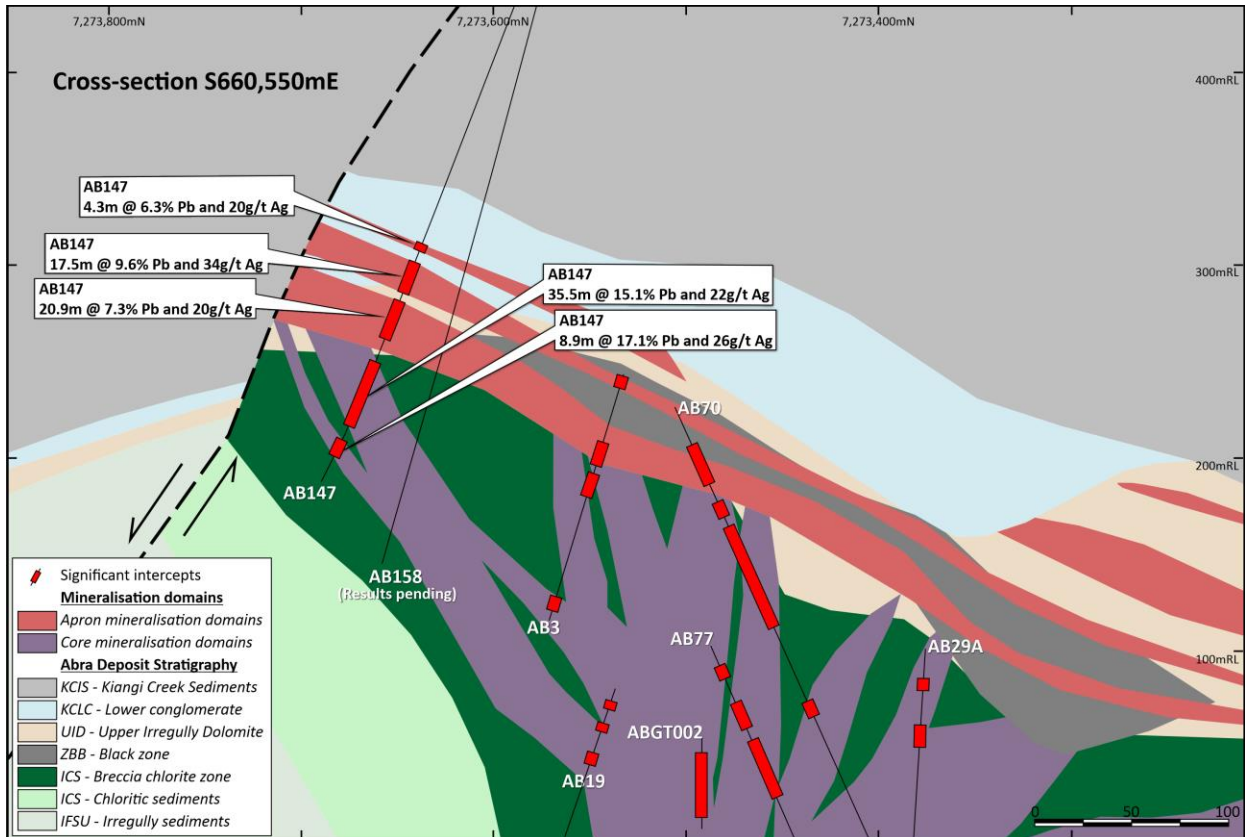 7,273,800mN
7,273,600mN
7,273,400mN
Cross-section S660,550mE
400mRL
AB147
4.3m @ 6.3% Pb and 20g/t Ag
AB147
17.5m @ 9.6% Pb and 34g/t Ag
300mRL
AB147
35.5m @ 15.1% Pb and 22g/t Ag
AB147
20.9m @ 7.3% Pb and 20g/t Ag
AB147
8.9m @ 17.1% Pb and 26g/t Ag
AB70
200mRL
AB147
AB158
(Results pending)
AB3
AB77
AB29A
100mRL
ABGT002
AB19
Significant intercepts
Mineralisation domains
Apron mineralisation domains
Core mineralisation domains
Abra Deposit Stratigraphy
KCIS - Kiangi Creek Sediments
KCLC - Lower conglomerate
UID - Upper Irregully Dolomite
ZBB - Black zone
ICS - Breccia chlorite zone
ICS - Chloritic sediments
IFSU - Irregully sediments
0 50 100